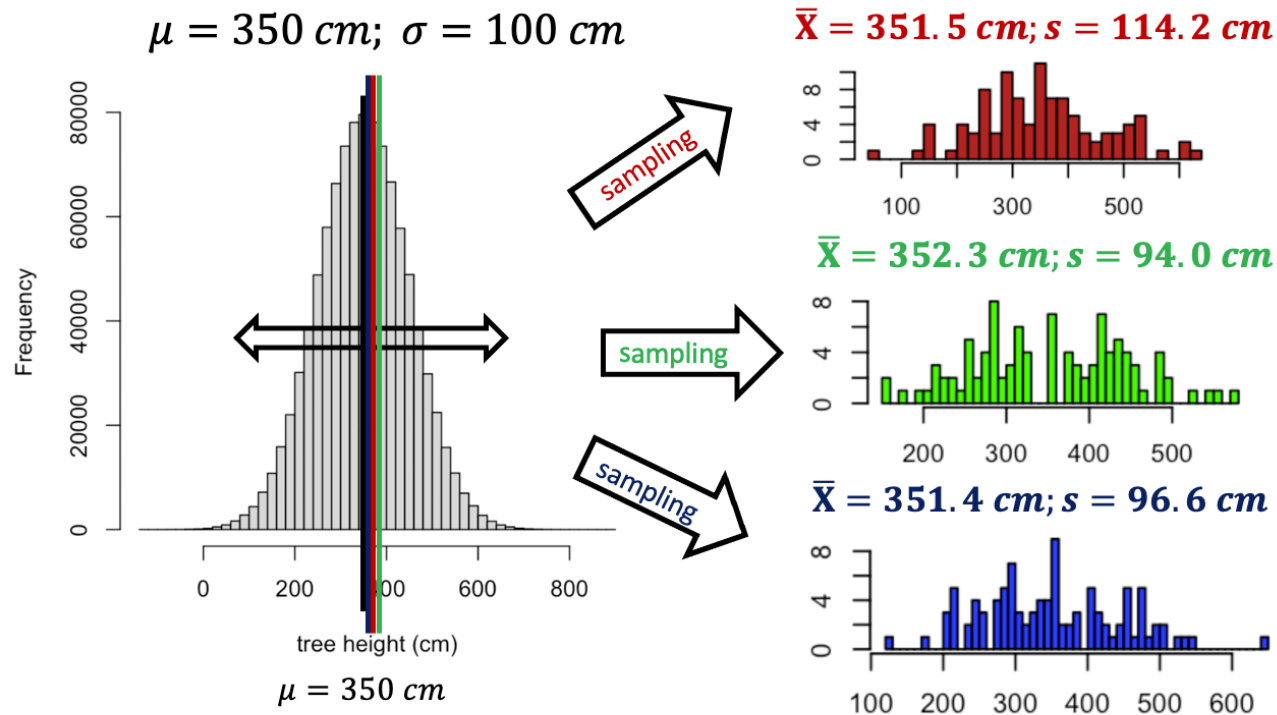 μ = 350 cm; σ = 100 cm
Frequency
80000
60000
40000
20000
0
0 200 400 600 800
tree height (cm)
μ = 350 cm
sampling
sampling
sampling
X̄ = 351.5 cm; s = 114.2 cm
8
4
0
100 300 500
X̄ = 352.3 cm; s = 94.0 cm
8
4
0
200 300 400 500
X̄ = 351.4 cm; s = 96.6 cm
8
4
0
100 200 300 400 500 600